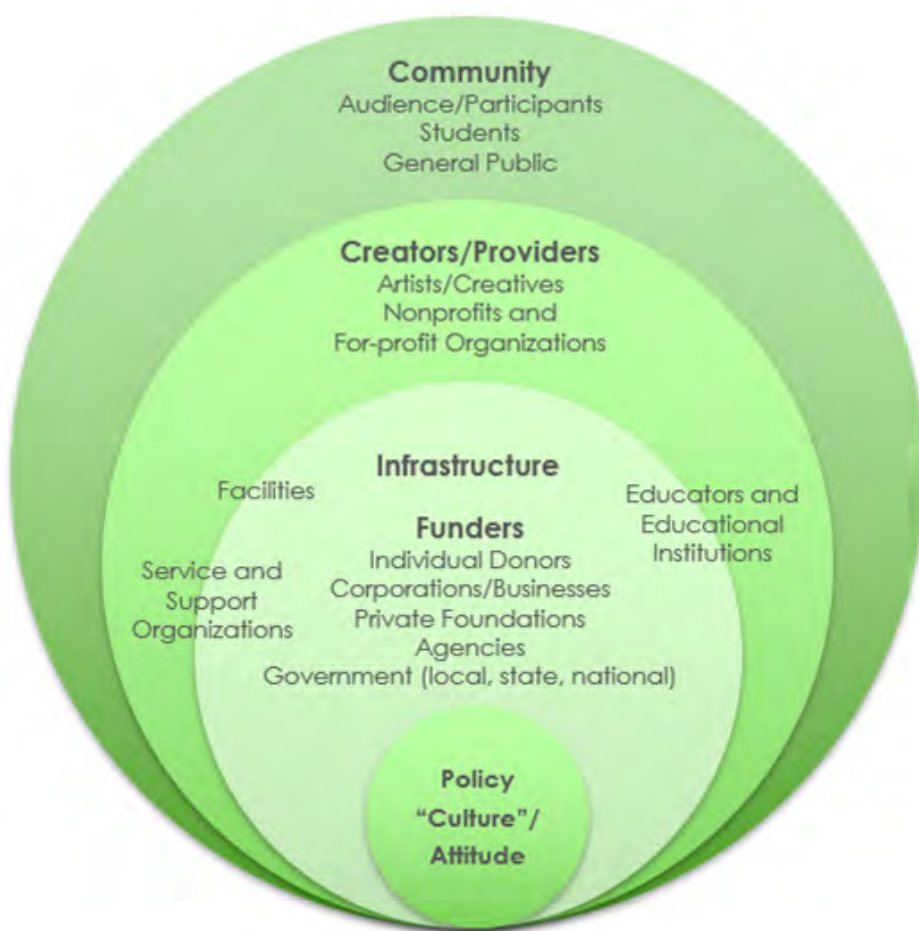 Community
Audience/Participants
Students
General Public
Creators/Providers
Artists/Creatives
Nonprofits and
For-profit Organizations
Infrastructure
Facilities
Educators and
Educational
Institutions
Funders
Individual Donors
Corporations/Businesses
Private Foundations
Agencies
Government (local, state, national)
Service and
Support
Organizations
Policy
“Culture”/
Attitude